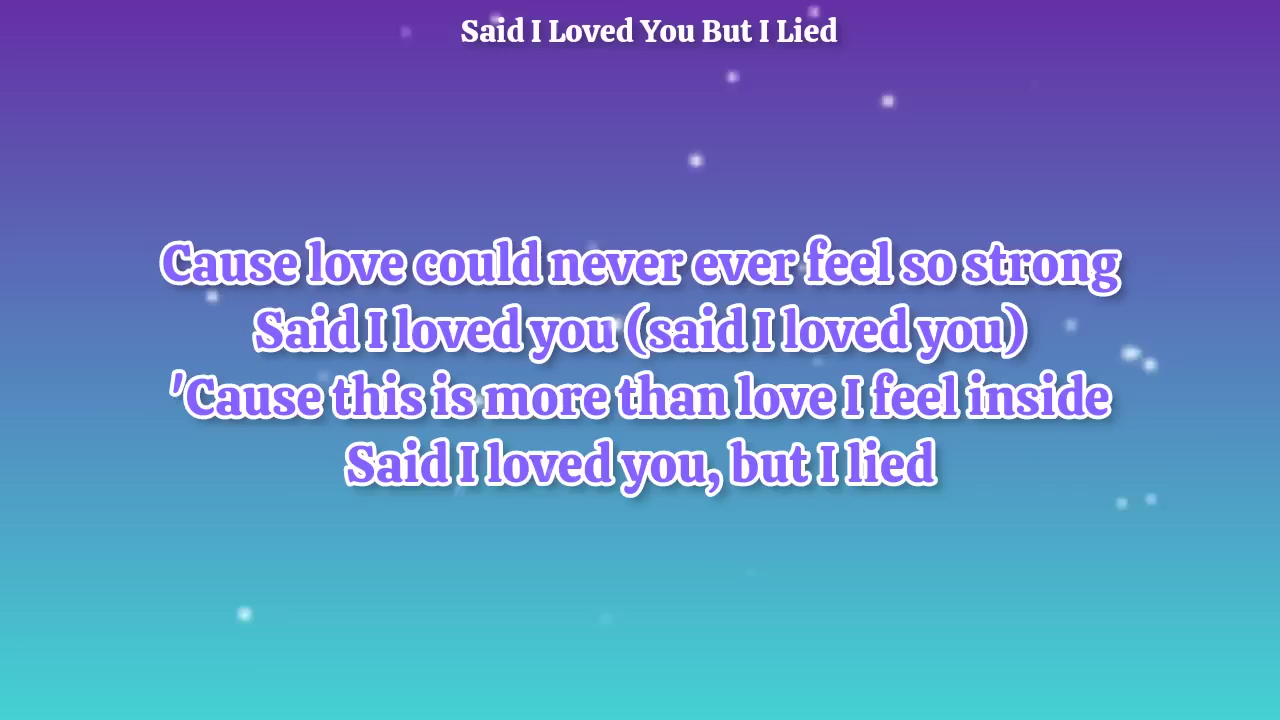 Said I Loved You But I Lied
Cause love could never ever feel so strong
Said I loved you (said I loved you)
'Cause this is more than love I feel inside
Said I loved you, but I lied